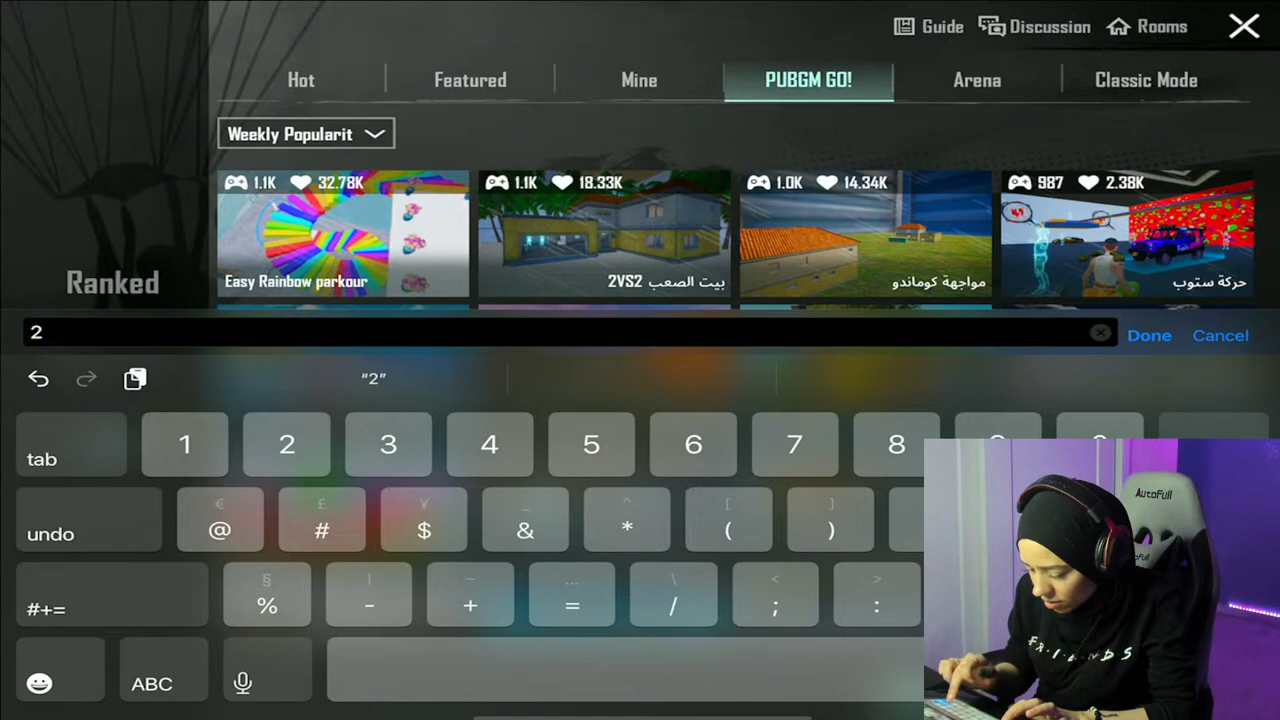 Guide Discussion Rooms
Hot Featured Mine PUBGM GO! Arena Classic Mode
Weekly Popularit
1.1K 32.78K 1.1K 18.33K 1.0K 14.34K 987 2.38K
Easy Rainbow parkour
بيت الصعب 2VS2
مواجهة كوماندو
حركة ستوب
Ranked
2 Done Cancel
“2”
tab 1 2 3 4 5 6 7 8
€ £ ¥ _ ^ [ ]
undo @ # $ & * ( )
§ | ~ … \ < >
#+= % - + = / ; :
ABC
AutoFull
F·R·I·E·N·D·S